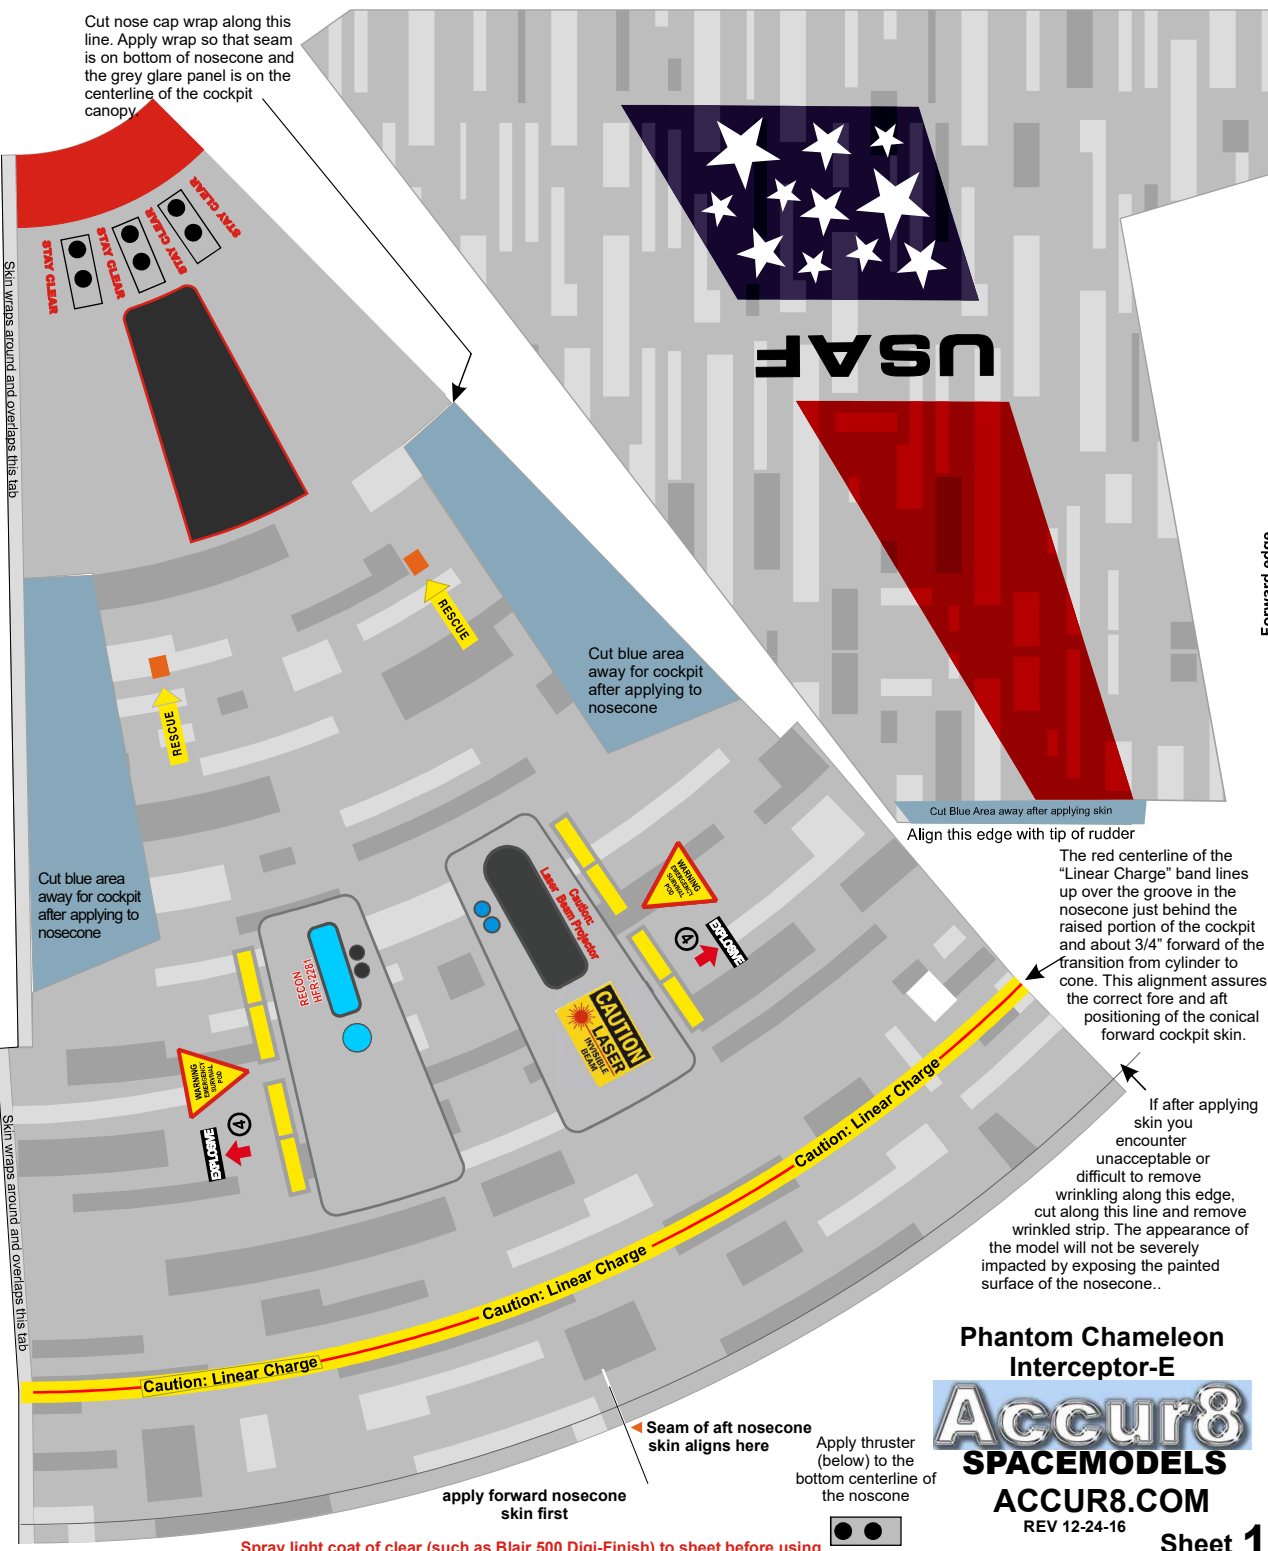 Cut nose cap wrap along this
line. Apply wrap so that seam
is on bottom of nosecone and
the grey glare panel is on the
centerline of the cockpit
canopy.
STAY CLEAR
STAY CLEAR
STAY CLEAR
STAY CLEAR
Skin wraps around and overlaps this tab
USAF
Forward edge
RESCUE
RESCUE
Cut blue area
away for cockpit
after applying to
nosecone
Cut blue area
away for cockpit
after applying to
nosecone
Cut Blue Area away after applying skin
Align this edge with tip of rudder
The red centerline of the
“Linear Charge” band lines
up over the groove in the
nosecone just behind the
raised portion of the cockpit
and about 3/4” forward of the
transition from cylinder to
cone. This alignment assures
the correct fore and aft
positioning of the conical
forward cockpit skin.
WARNING
EMERGENCY
SURVIVAL
POD
4
EXPLOSIVE
Caution:
Laser Beam Projector
CAUTION
LASER
INVISIBLE
BEAM
RECON
HFR-2281
WARNING
EMERGENCY
SURVIVAL
POD
4
EXPLOSIVE
Skin wraps around and overlaps this tab
Caution: Linear Charge
Caution: Linear Charge
Caution: Linear Charge
If after applying
skin you
encounter
unacceptable or
difficult to remove
wrinkling along this edge,
cut along this line and remove
wrinkled strip. The appearance of
the model will not be severely
impacted by exposing the painted
surface of the nosecone..
Seam of aft nosecone
skin aligns here
apply forward nosecone
skin first
Apply thruster
(below) to the
bottom centerline of
the noscone
Phantom Chameleon
Interceptor-E
Accur8
SPACEMODELS
ACCUR8.COM
REV 12-24-16
Sheet 1
Spray light coat of clear (such as Blair 500 Digi-Finish) to sheet before using